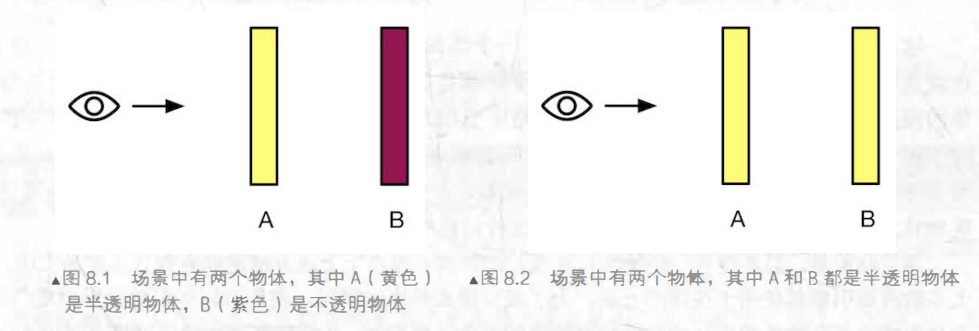 A
B
A
B
▲图 8.1 场景中有两个物体，其中 A（黄色）
是半透明物体，B（紫色）是不透明物体
▲图 8.2 场景中有两个物体，其中 A 和 B 都是半透明物体